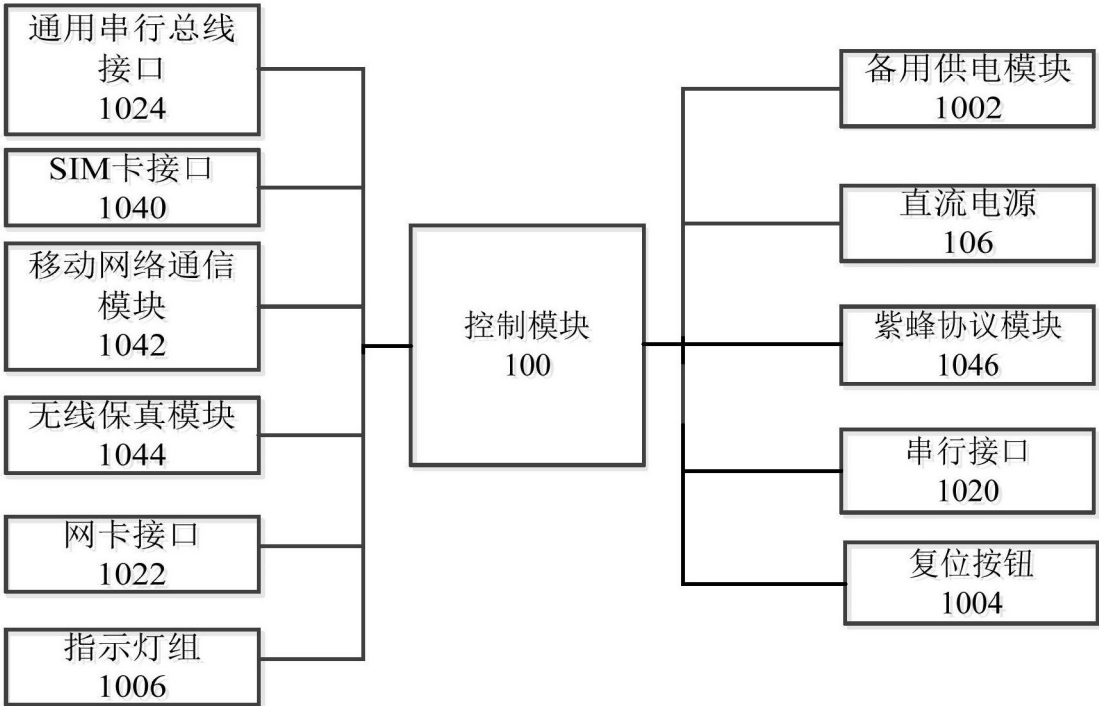 通用串行总线
接口
1024
SIM卡接口
1040
移动网络通信
模块
1042
无线保真模块
1044
网卡接口
1022
指示灯组
1006
控制模块
100
备用供电模块
1002
直流电源
106
紫蜂协议模块
1046
串行接口
1020
复位按钮
1004